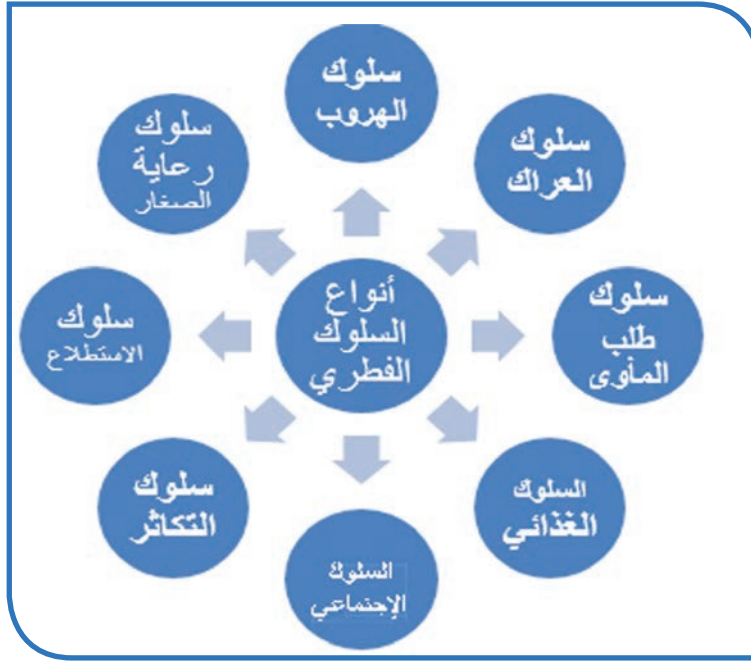 أنواع
السلوك
الفطري
سلوك
الهروب
سلوك
العراك
سلوك
طلب
المأوى
السلوك
الغذائي
السلوك
الإجتماعي
سلوك
التكاثر
سلوك
الاستطلاع
سلوك
رعاية
الصغار